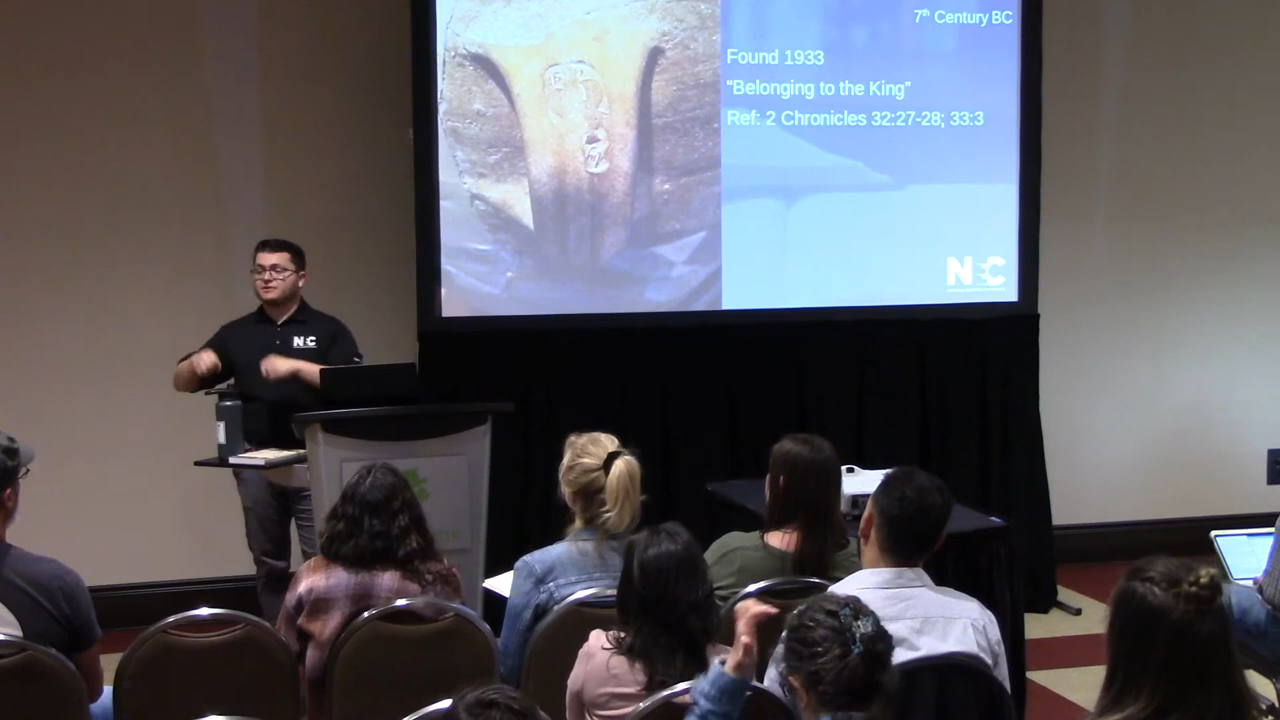 7th Century BC
Found 1933
“Belonging to the King”
Ref: 2 Chronicles 32:27-28; 33:3
NEC
NEC